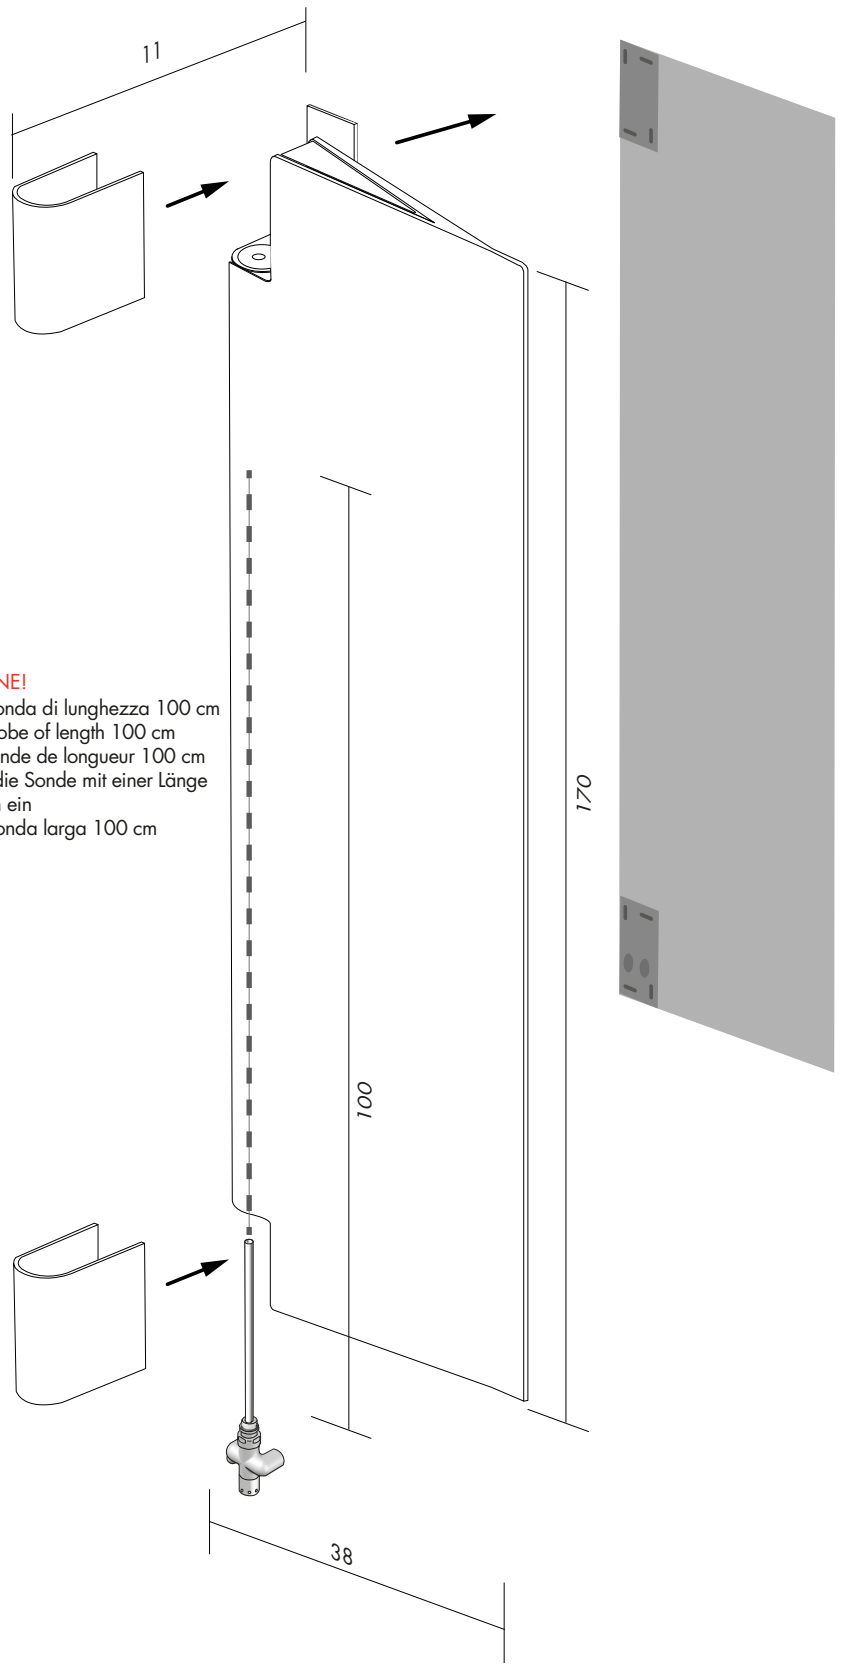 11
NE!
onda di lunghezza 100 cm
obe of length 100 cm
nde de longueur 100 cm
die Sonde mit einer Länge
ein
onda larga 100 cm
170
100
38